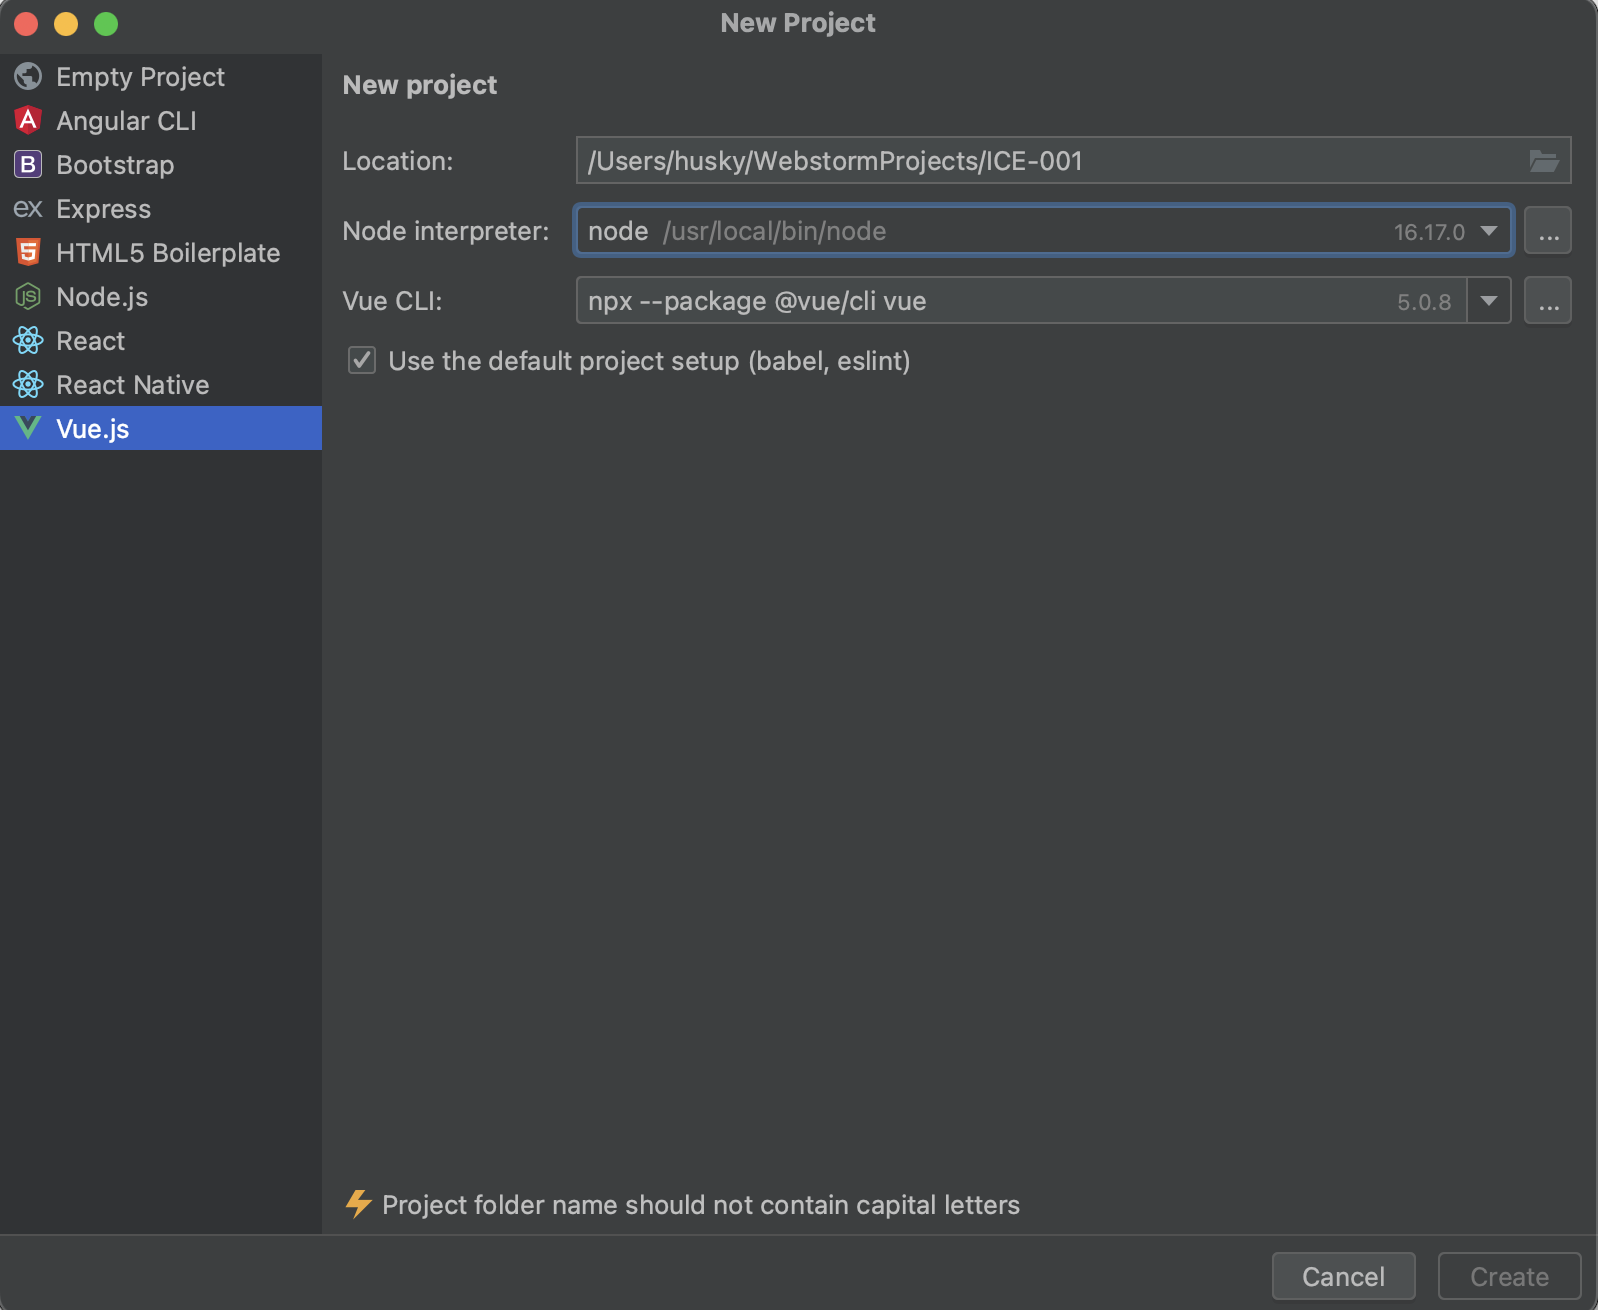 New Project
Empty Project
Angular CLI
B Bootstrap
ex Express
5 HTML5 Boilerplate
JS Node.js
React
React Native
Vue.js
New project
Location: /Users/husky/WebstormProjects/ICE-001
Node interpreter: node /usr/local/bin/node 16.17.0 ...
Vue CLI: npx --package @vue/cli vue 5.0.8 ...
Use the default project setup (babel, eslint)
Project folder name should not contain capital letters
Cancel Create